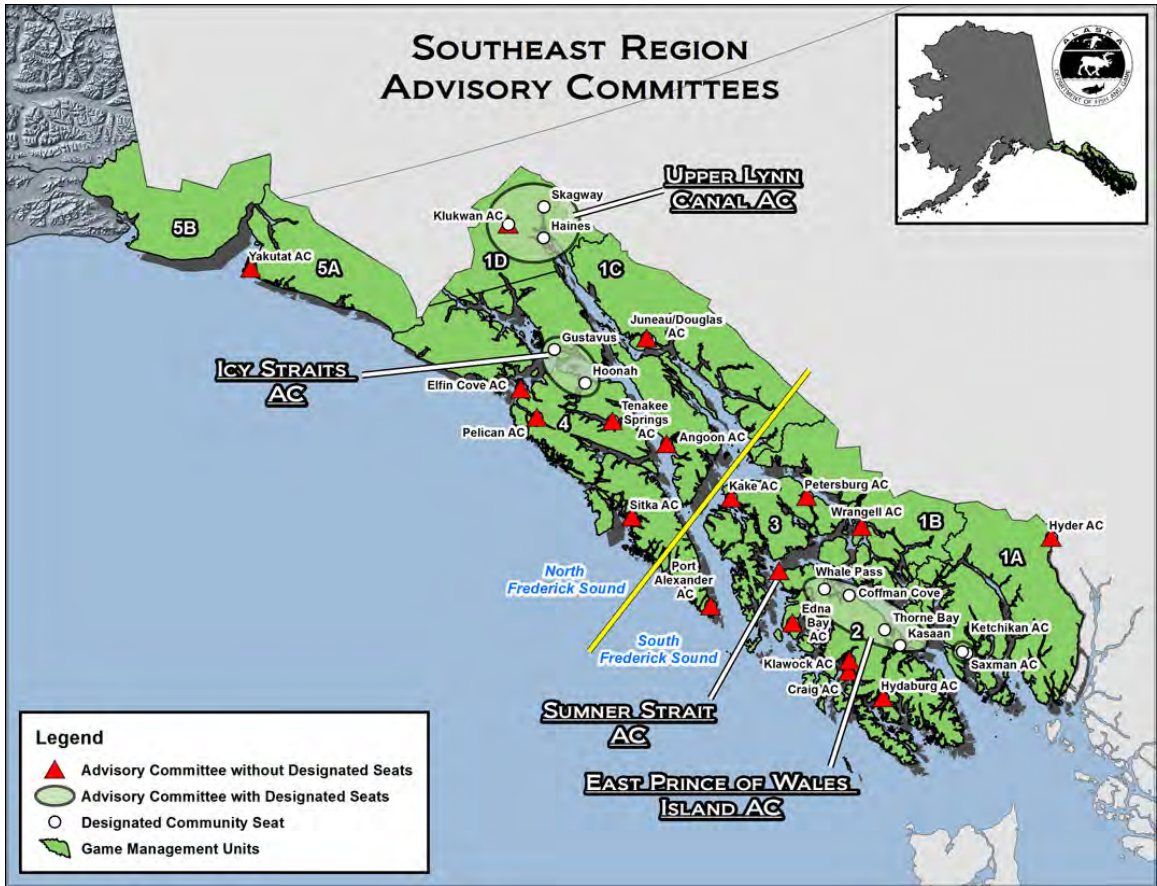 SOUTHEAST REGION
ADVISORY COMMITTEES
ALASKA
DEPARTMENT OF FISH AND GAME
UPPER LYNN
CANAL AC
Skagway
Klukwan AC
Haines
5B
Yakutat AC
5A
1D
1C
Juneau/Douglas
AC
Gustavus
ICY STRAITS
AC
Hoonah
Elfin Cove AC
Tenakee
Springs
AC
Pelican AC
4
Angoon AC
Kake AC
Petersburg AC
Sitka AC
Wrangell AC
3
1B
Hyder AC
1A
North
Frederick Sound
Port
Alexander
AC
Whale Pass
Coffman Cove
Edna
Bay
AC
2
Thorne Bay
Kasaan
Ketchikan AC
Saxman AC
South
Frederick Sound
Klawock AC
Craig AC
Hydaburg AC
SUMNER STRAIT
AC
EAST PRINCE OF WALES
ISLAND AC
Legend
Advisory Committee without Designated Seats
Advisory Committee with Designated Seats
Designated Community Seat
Game Management Units